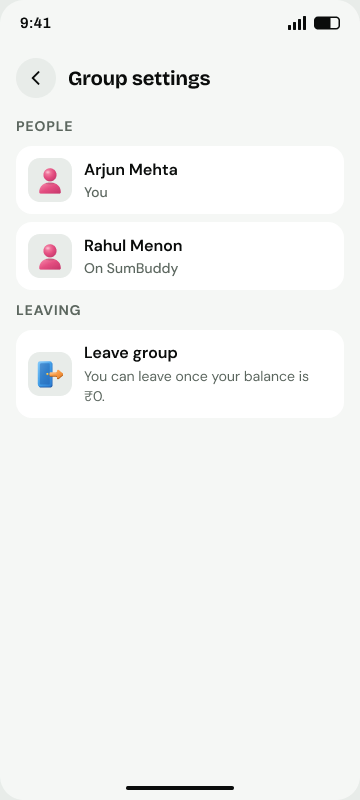 9:41
Group settings
PEOPLE
Arjun Mehta
You
Rahul Menon
On SumBuddy
LEAVING
Leave group
You can leave once your balance is
₹0.